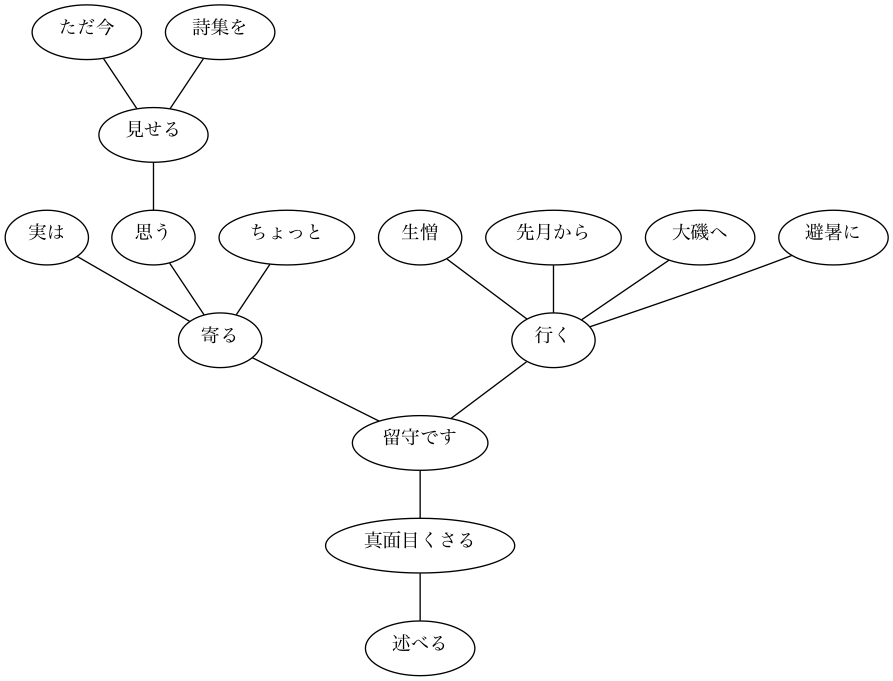 ただ今
詩集を
見せる
実は
思う
ちょっと
生憎
先月から
大磯へ
避暑に
寄る
行く
留守です
真面目くさる
述べる